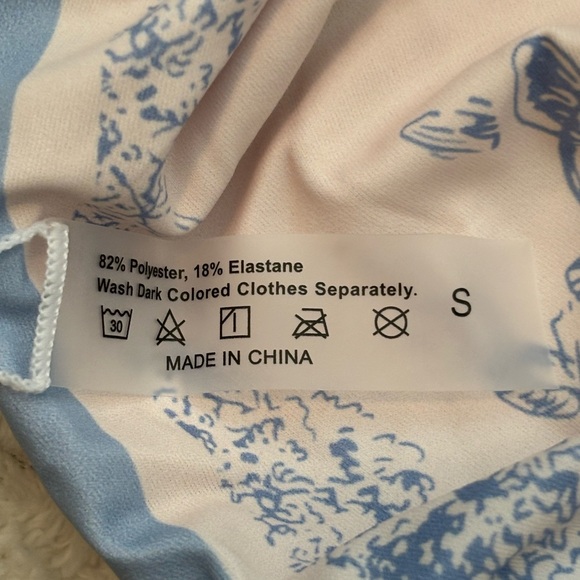 82% Polyester, 18% Elastane
Wash Dark Colored Clothes Separately.
S
30
MADE IN CHINA